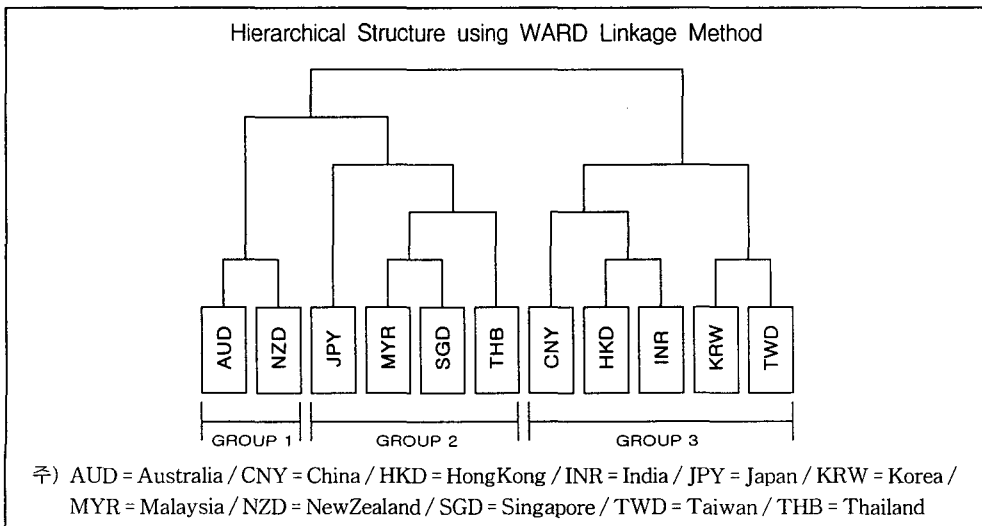 Hierarchical Structure using WARD Linkage Method
AUD NZD JPY MYR SGD THB CNY HKD INR KRW TWD
GROUP 1 GROUP 2 GROUP 3
주) AUD = Australia / CNY = China / HKD = HongKong / INR = India / JPY = Japan / KRW = Korea /
MYR = Malaysia / NZD = NewZealand / SGD = Singapore / TWD = Taiwan / THB = Thailand